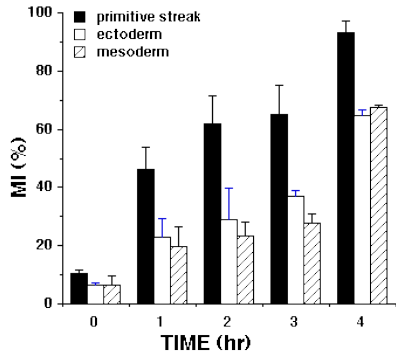 100
80
60
40
20
0
MI (%)
primitive streak
ectoderm
mesoderm
0 1 2 3 4
TIME (hr)